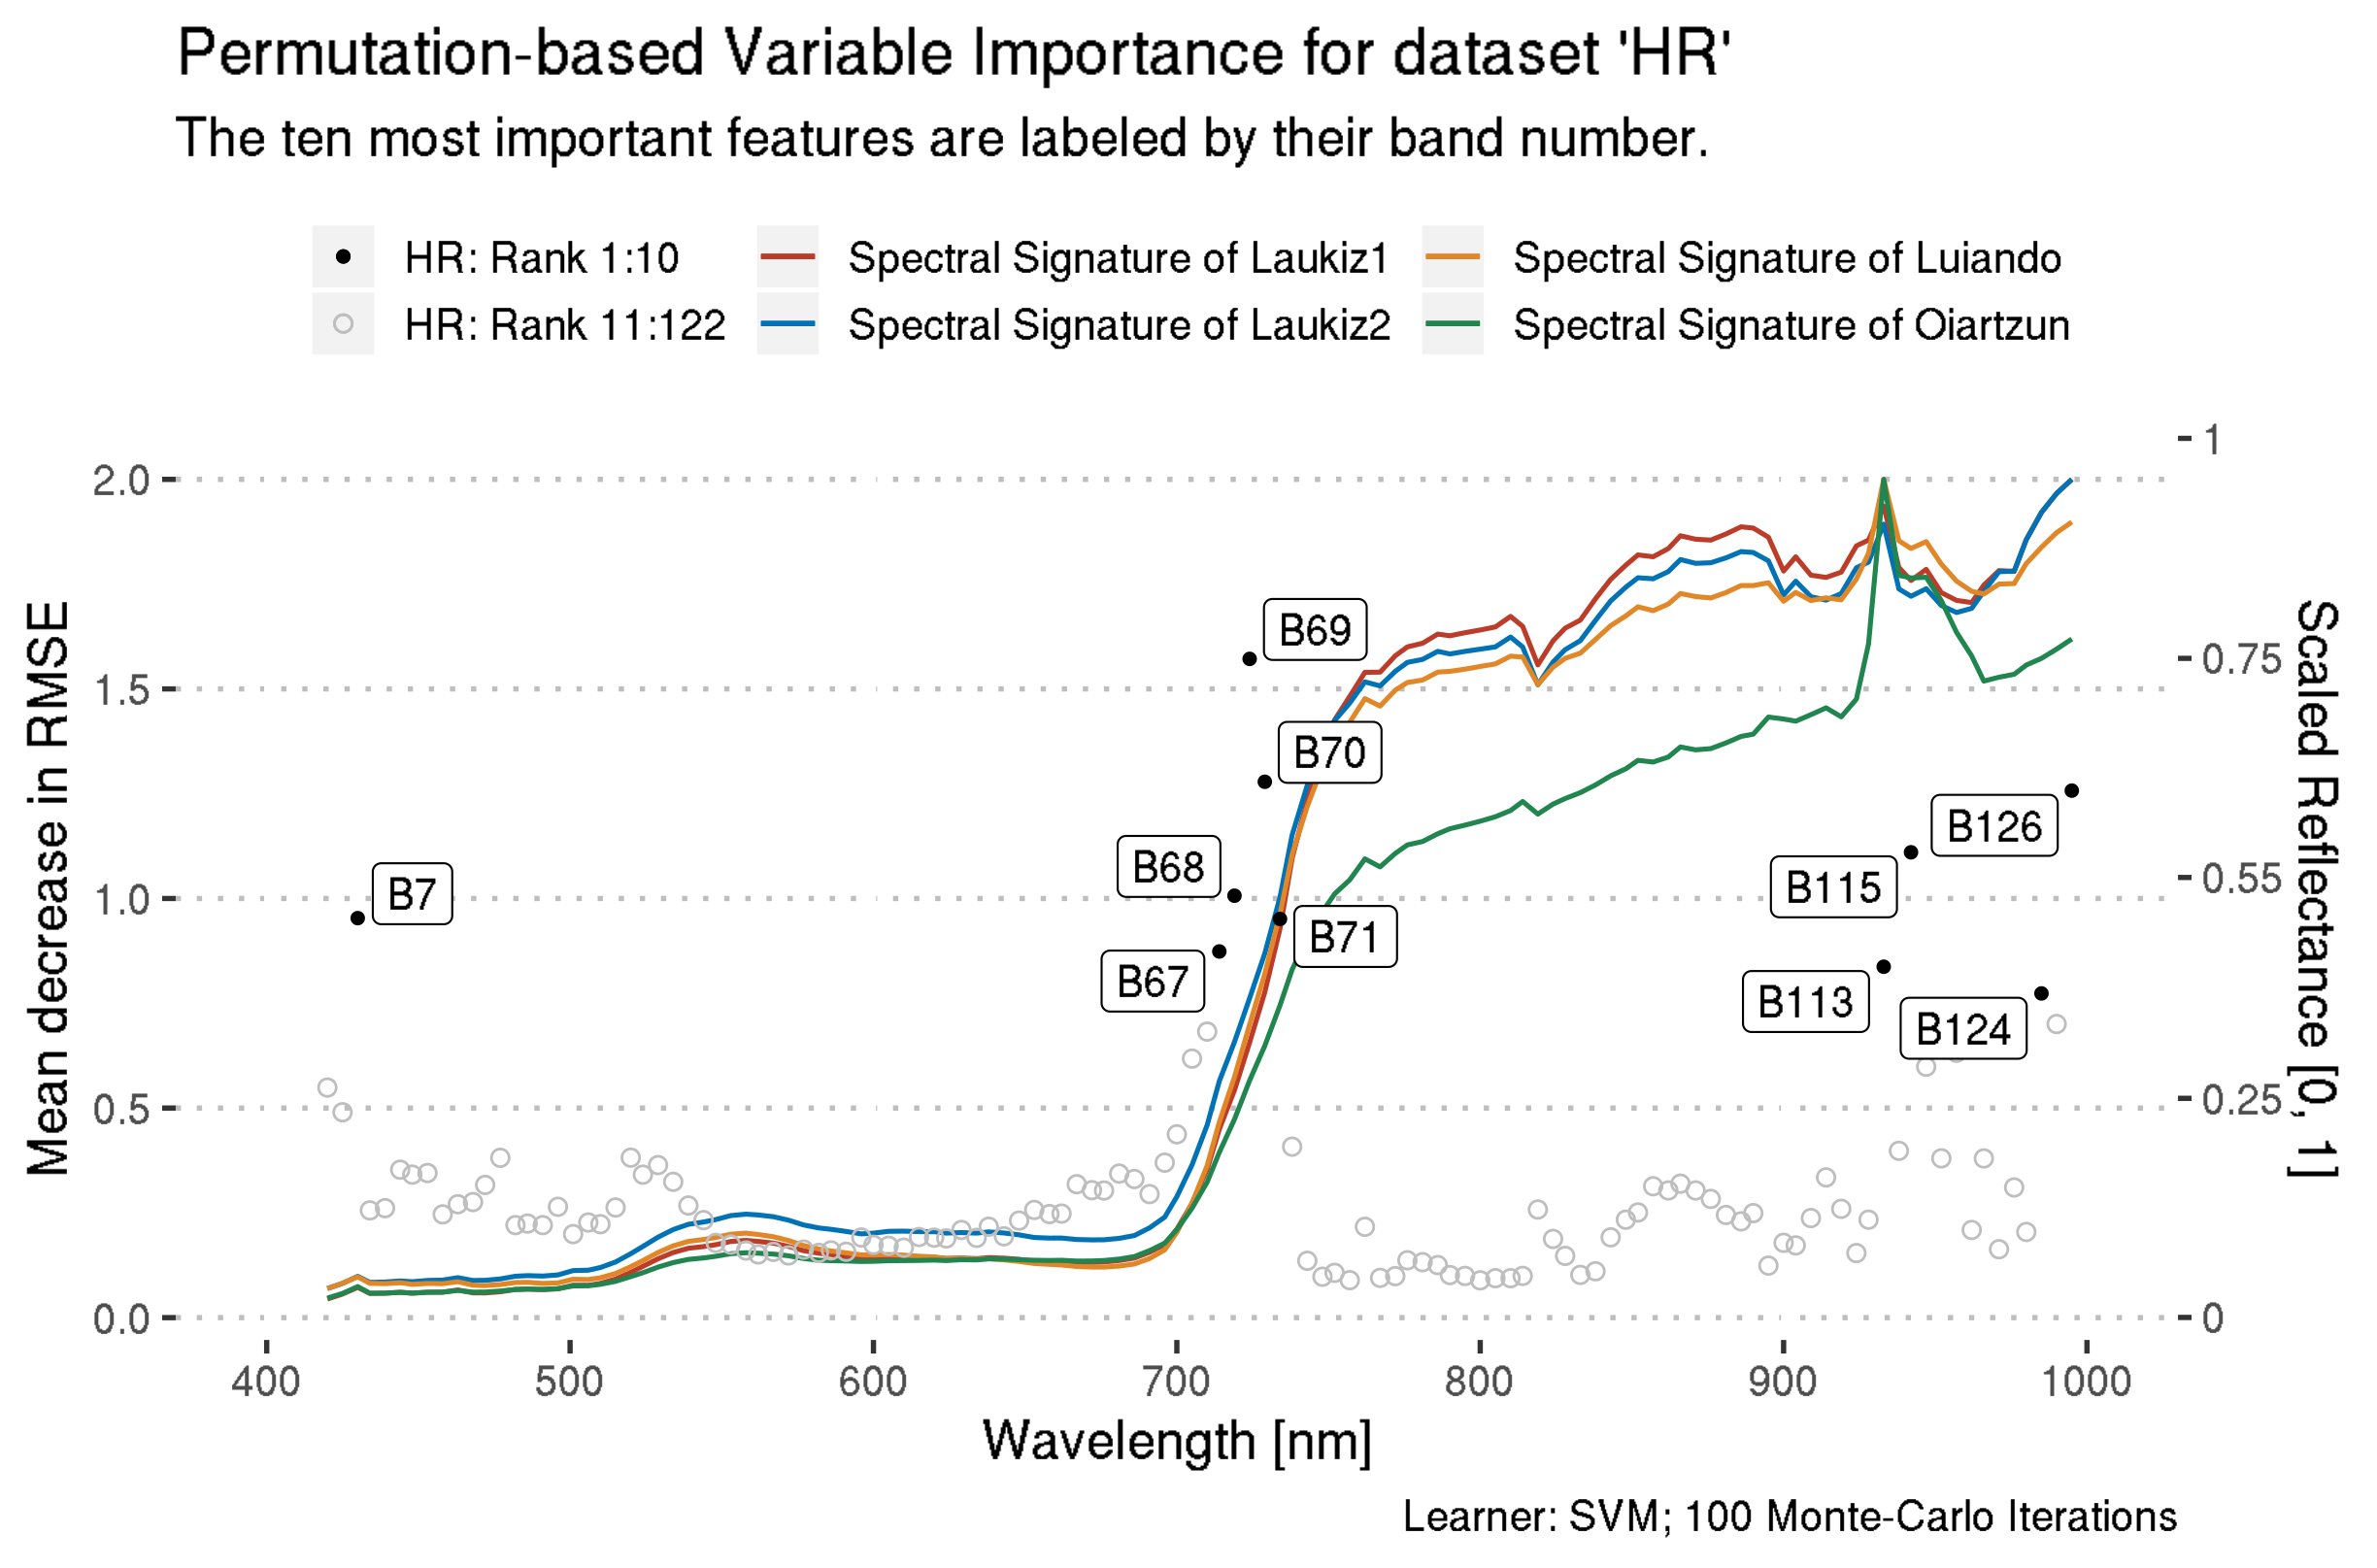 Permutation-based Variable Importance for dataset 'HR'
The ten most important features are labeled by their band number.
HR: Rank 1:10
Spectral Signature of Laukiz1
Spectral Signature of Luiando
HR: Rank 11:122
Spectral Signature of Laukiz2
Spectral Signature of Oiartzun
Mean decrease in RMSE
2.0
1.5
1.0
0.5
0.0
B7
B69
B70
B68
B71
B67
B126
B115
B113
B124
1
0.75
0.55
0.25
0
Scaled Reflectance [0, 1]
400
500
600
700
800
900
1000
Wavelength [nm]
Learner: SVM; 100 Monte-Carlo Iterations